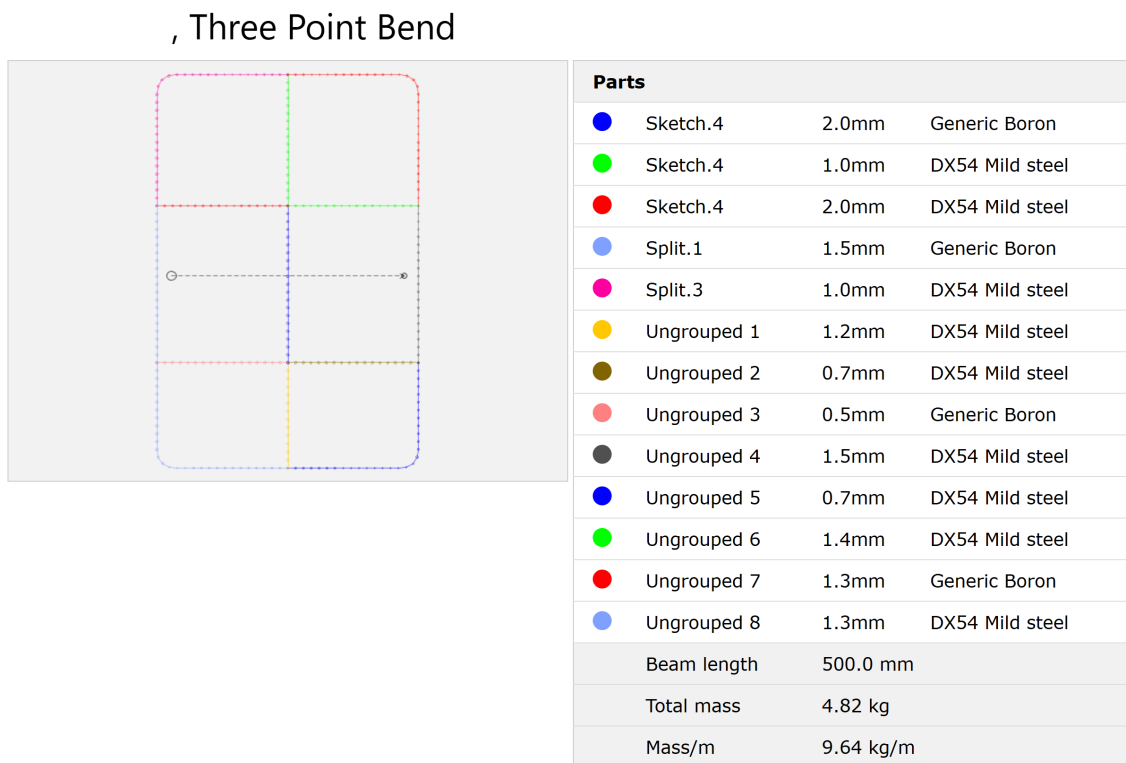 , Three Point Bend
Parts
Sketch.4 2.0mm Generic Boron
Sketch.4 1.0mm DX54 Mild steel
Sketch.4 2.0mm DX54 Mild steel
Split.1 1.5mm Generic Boron
Split.3 1.0mm DX54 Mild steel
Ungrouped 1 1.2mm DX54 Mild steel
Ungrouped 2 0.7mm DX54 Mild steel
Ungrouped 3 0.5mm Generic Boron
Ungrouped 4 1.5mm DX54 Mild steel
Ungrouped 5 0.7mm DX54 Mild steel
Ungrouped 6 1.4mm DX54 Mild steel
Ungrouped 7 1.3mm Generic Boron
Ungrouped 8 1.3mm DX54 Mild steel
Beam length 500.0 mm
Total mass 4.82 kg
Mass/m 9.64 kg/m